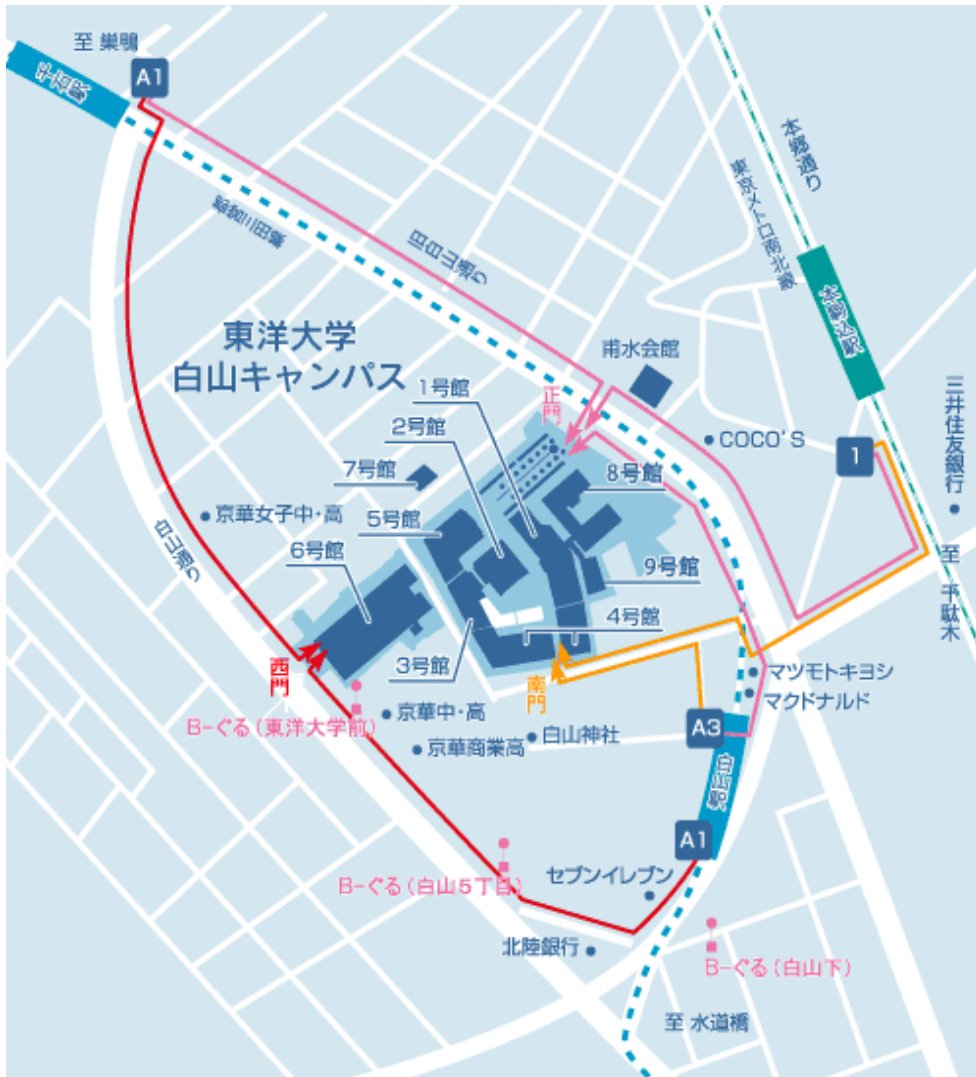 至 巣鴨
A1
千石駅
本郷通り
東京メトロ南北線
都営三田線
旧白山通り
本駒込駅
東洋大学
白山キャンパス
甫水会館
1号館
正門
2号館
COCO'S
1
三井住友銀行
7号館
8号館
5号館
京華女子中・高
6号館
白山通り
9号館
至 千駄木
4号館
3号館
西門
南門
マツモトキヨシ
マクドナルド
B-ぐる(東洋大学前)
京華中・高
白山神社
京華商業高
A3
白山駅
A1
セブンイレブン
B-ぐる(白山5丁目)
北陸銀行
B-ぐる(白山下)
至 水道橋